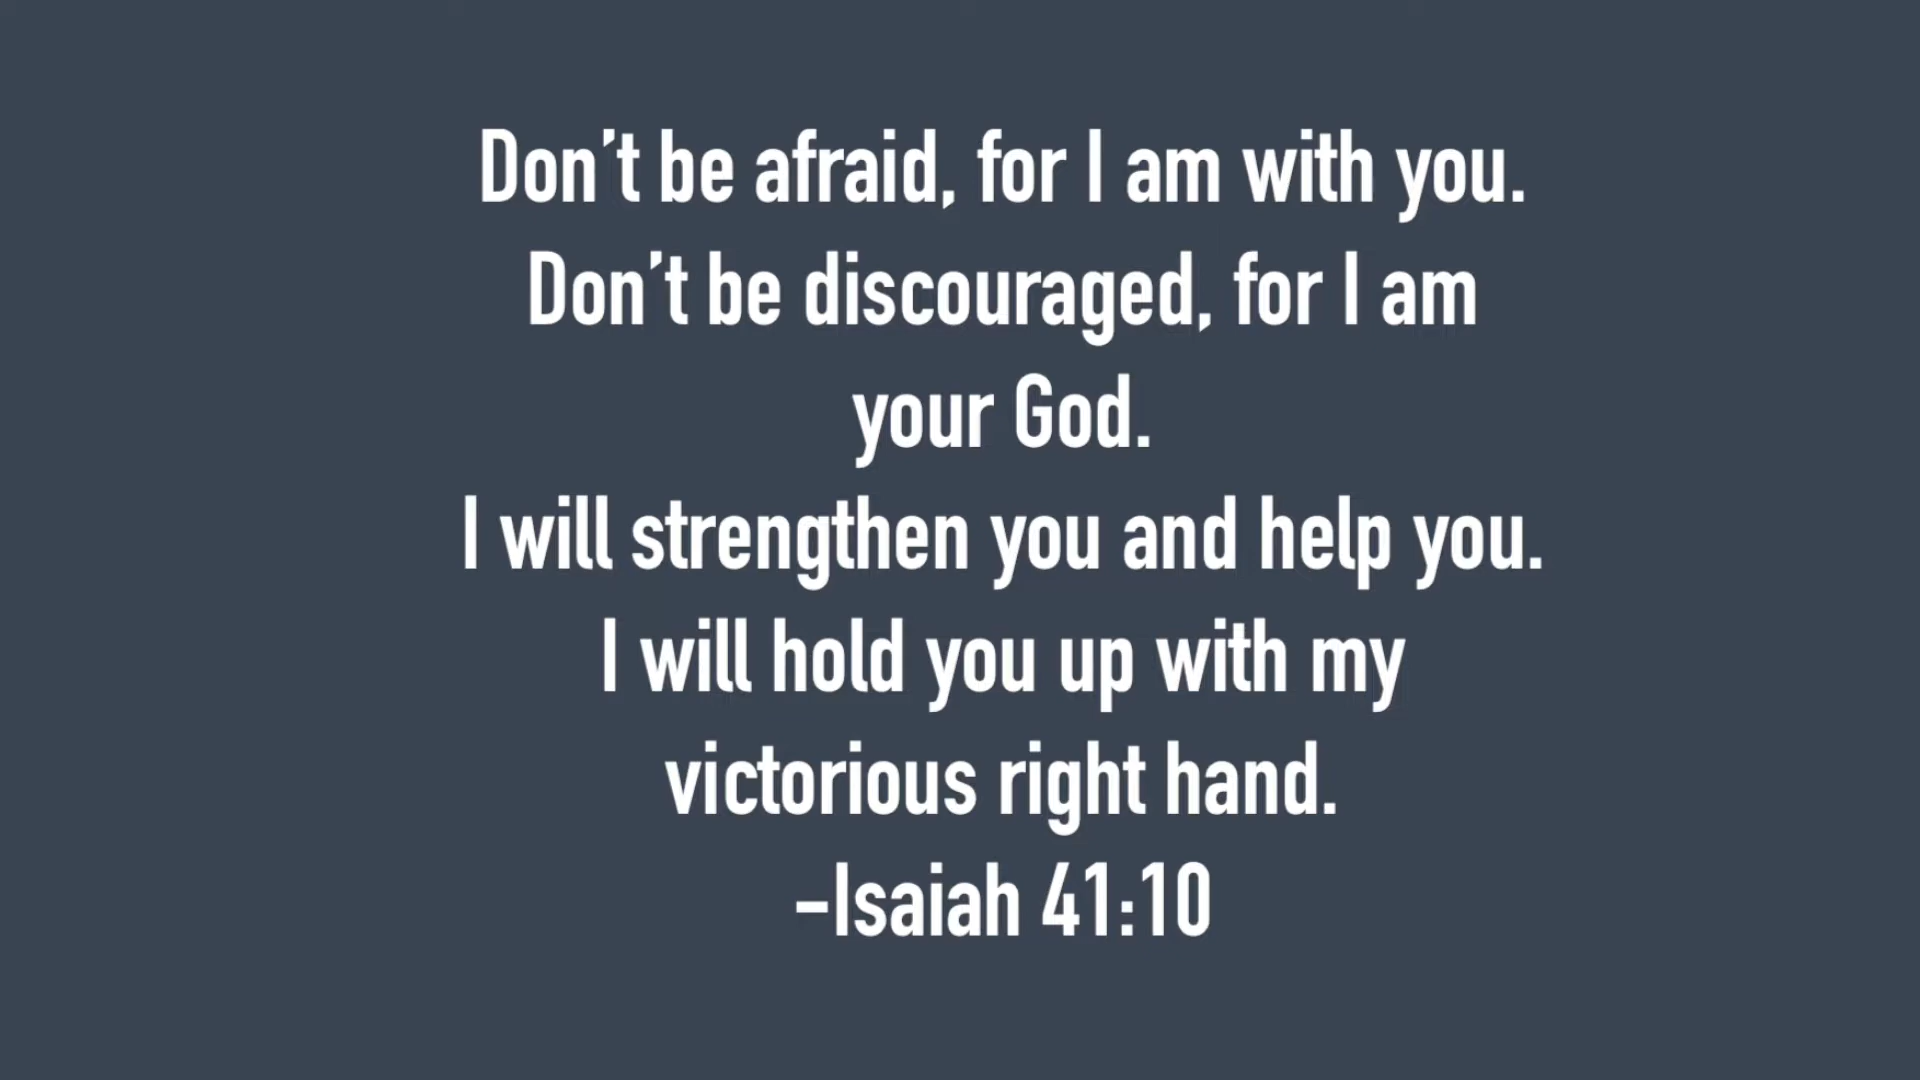 Don’t be afraid, for I am with you.
Don’t be discouraged, for I am
your God.
I will strengthen you and help you.
I will hold you up with my
victorious right hand.
–Isaiah 41:10